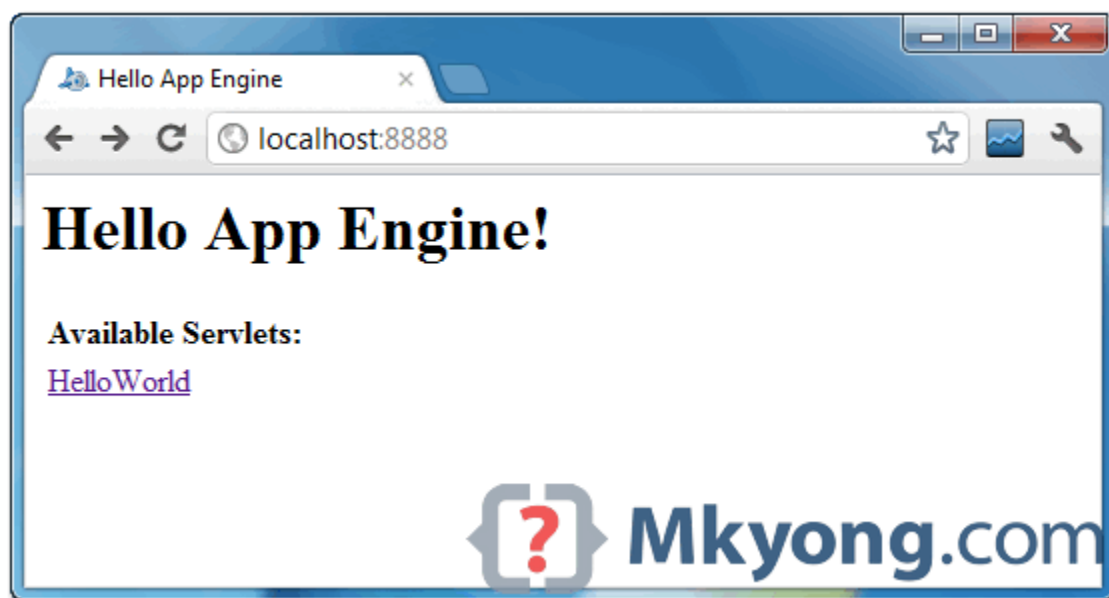 Hello App Engine
localhost:8888
Hello App Engine!
Available Servlets:
HelloWorld
Mkyong.com